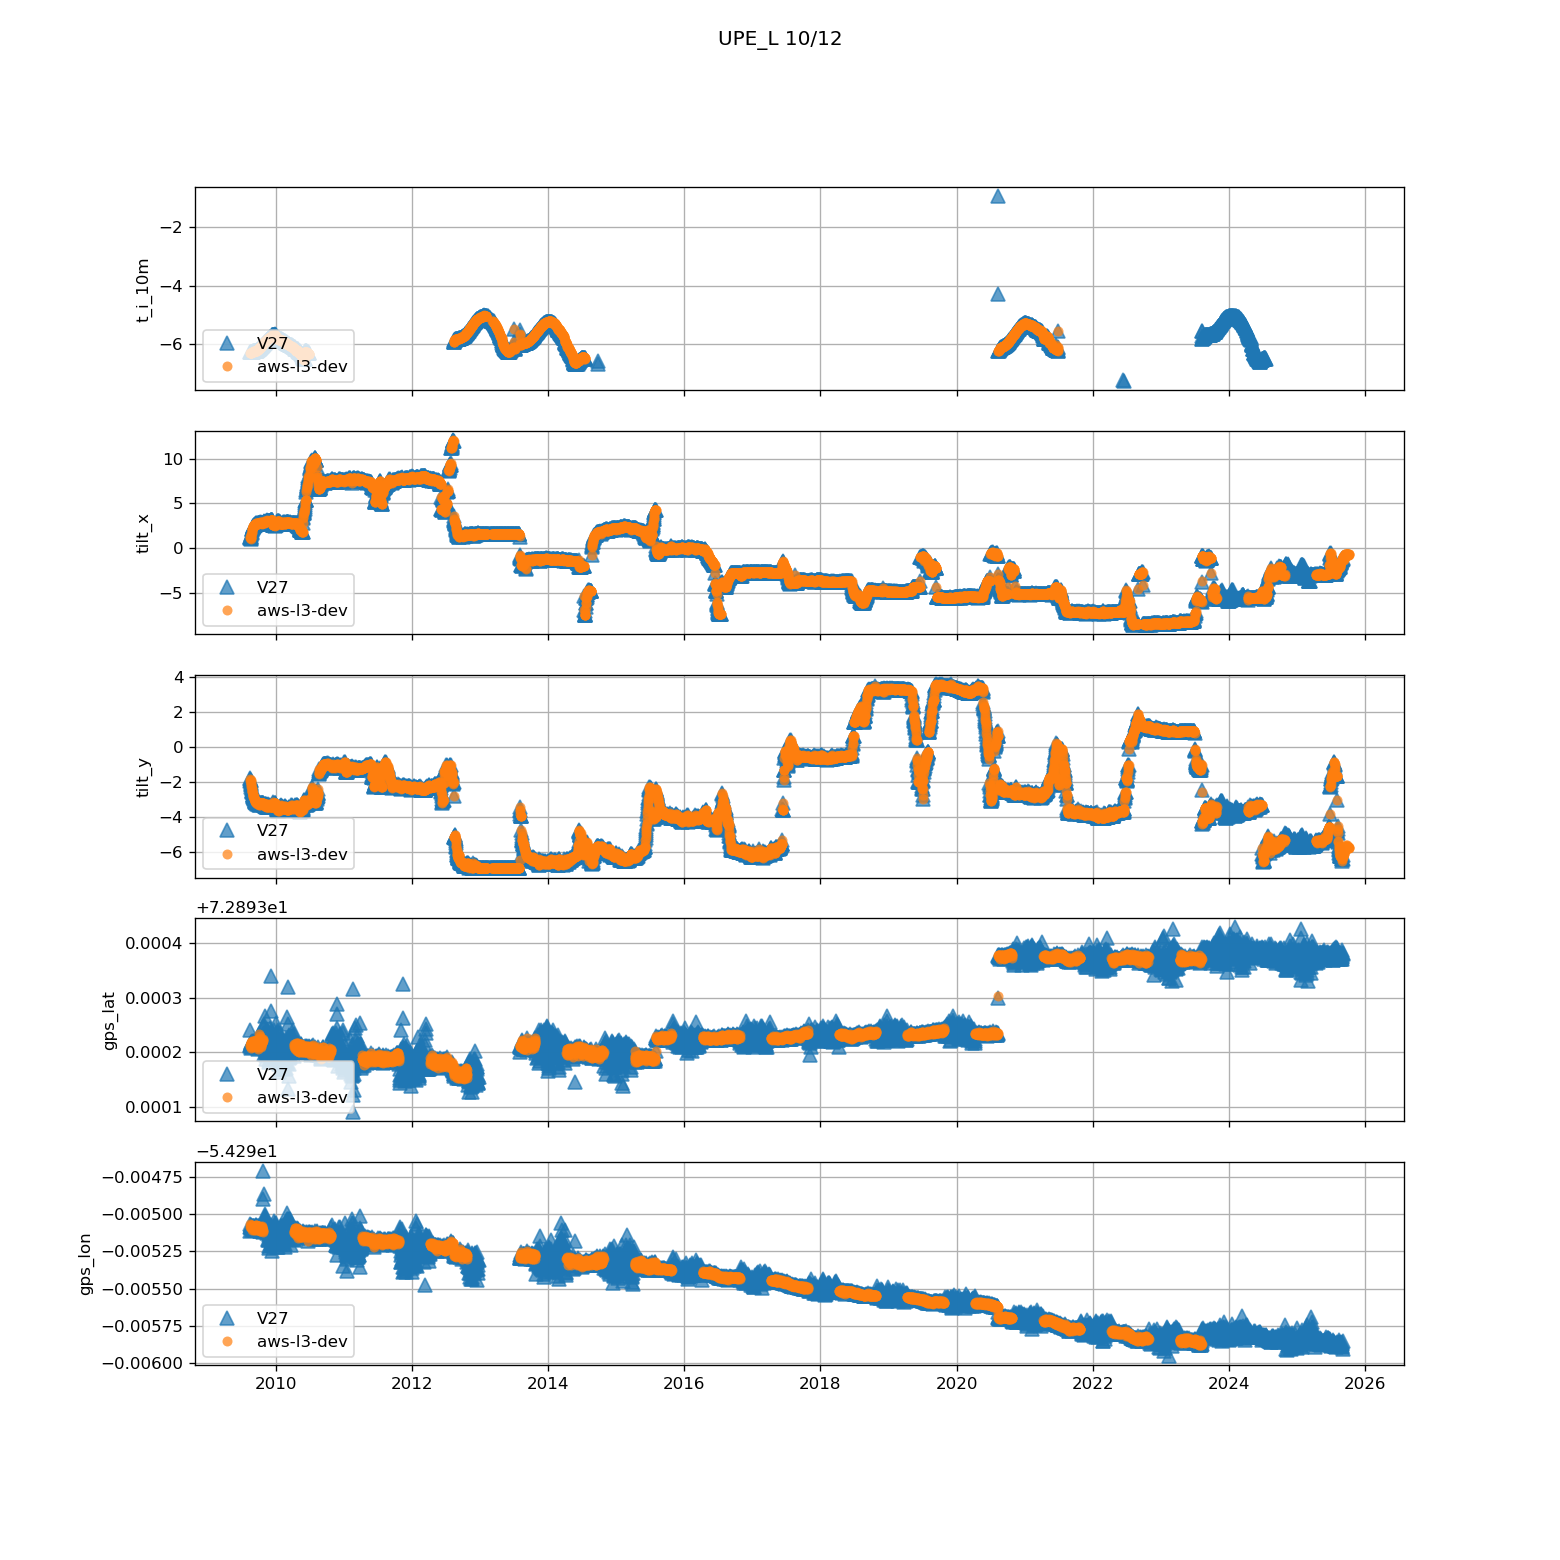 UPE_L 10/12
−2
−4
−6
t_i_10m
V27
aws-l3-dev
10
5
0
−5
tilt_x
V27
aws-l3-dev
4
2
0
−2
−4
−6
tilt_y
V27
aws-l3-dev
+7.2893e1
0.0004
0.0003
0.0002
0.0001
gps_lat
V27
aws-l3-dev
−5.429e1
−0.00475
−0.00500
−0.00525
−0.00550
−0.00575
−0.00600
gps_lon
V27
aws-l3-dev
2010 2012 2014 2016 2018 2020 2022 2024 2026